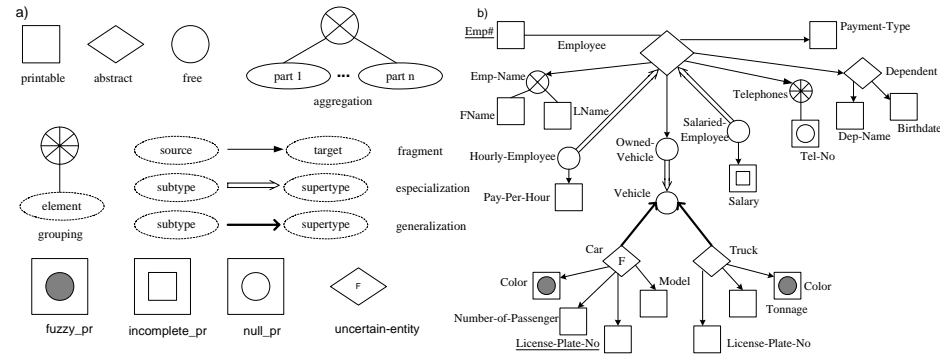 a)
printable
abstract
free
part 1
...
part n
aggregation
element
grouping
source
target
fragment
subtype
supertype
especialization
subtype
supertype
generalization
fuzzy_pr
incomplete_pr
null_pr
F
uncertain-entity
b)
Emp#
Employee
Payment-Type
Emp-Name
FName
LName
Telephones
Tel-No
Dependent
Dep-Name
Birthdate
Hourly-Employee
Pay-Per-Hour
Owned-
Vehicle
Salaried-
Employee
Salary
Vehicle
Car
F
Truck
Color
Number-of-Passenger
License-Plate-No
Model
License-Plate-No
Tonnage
Color